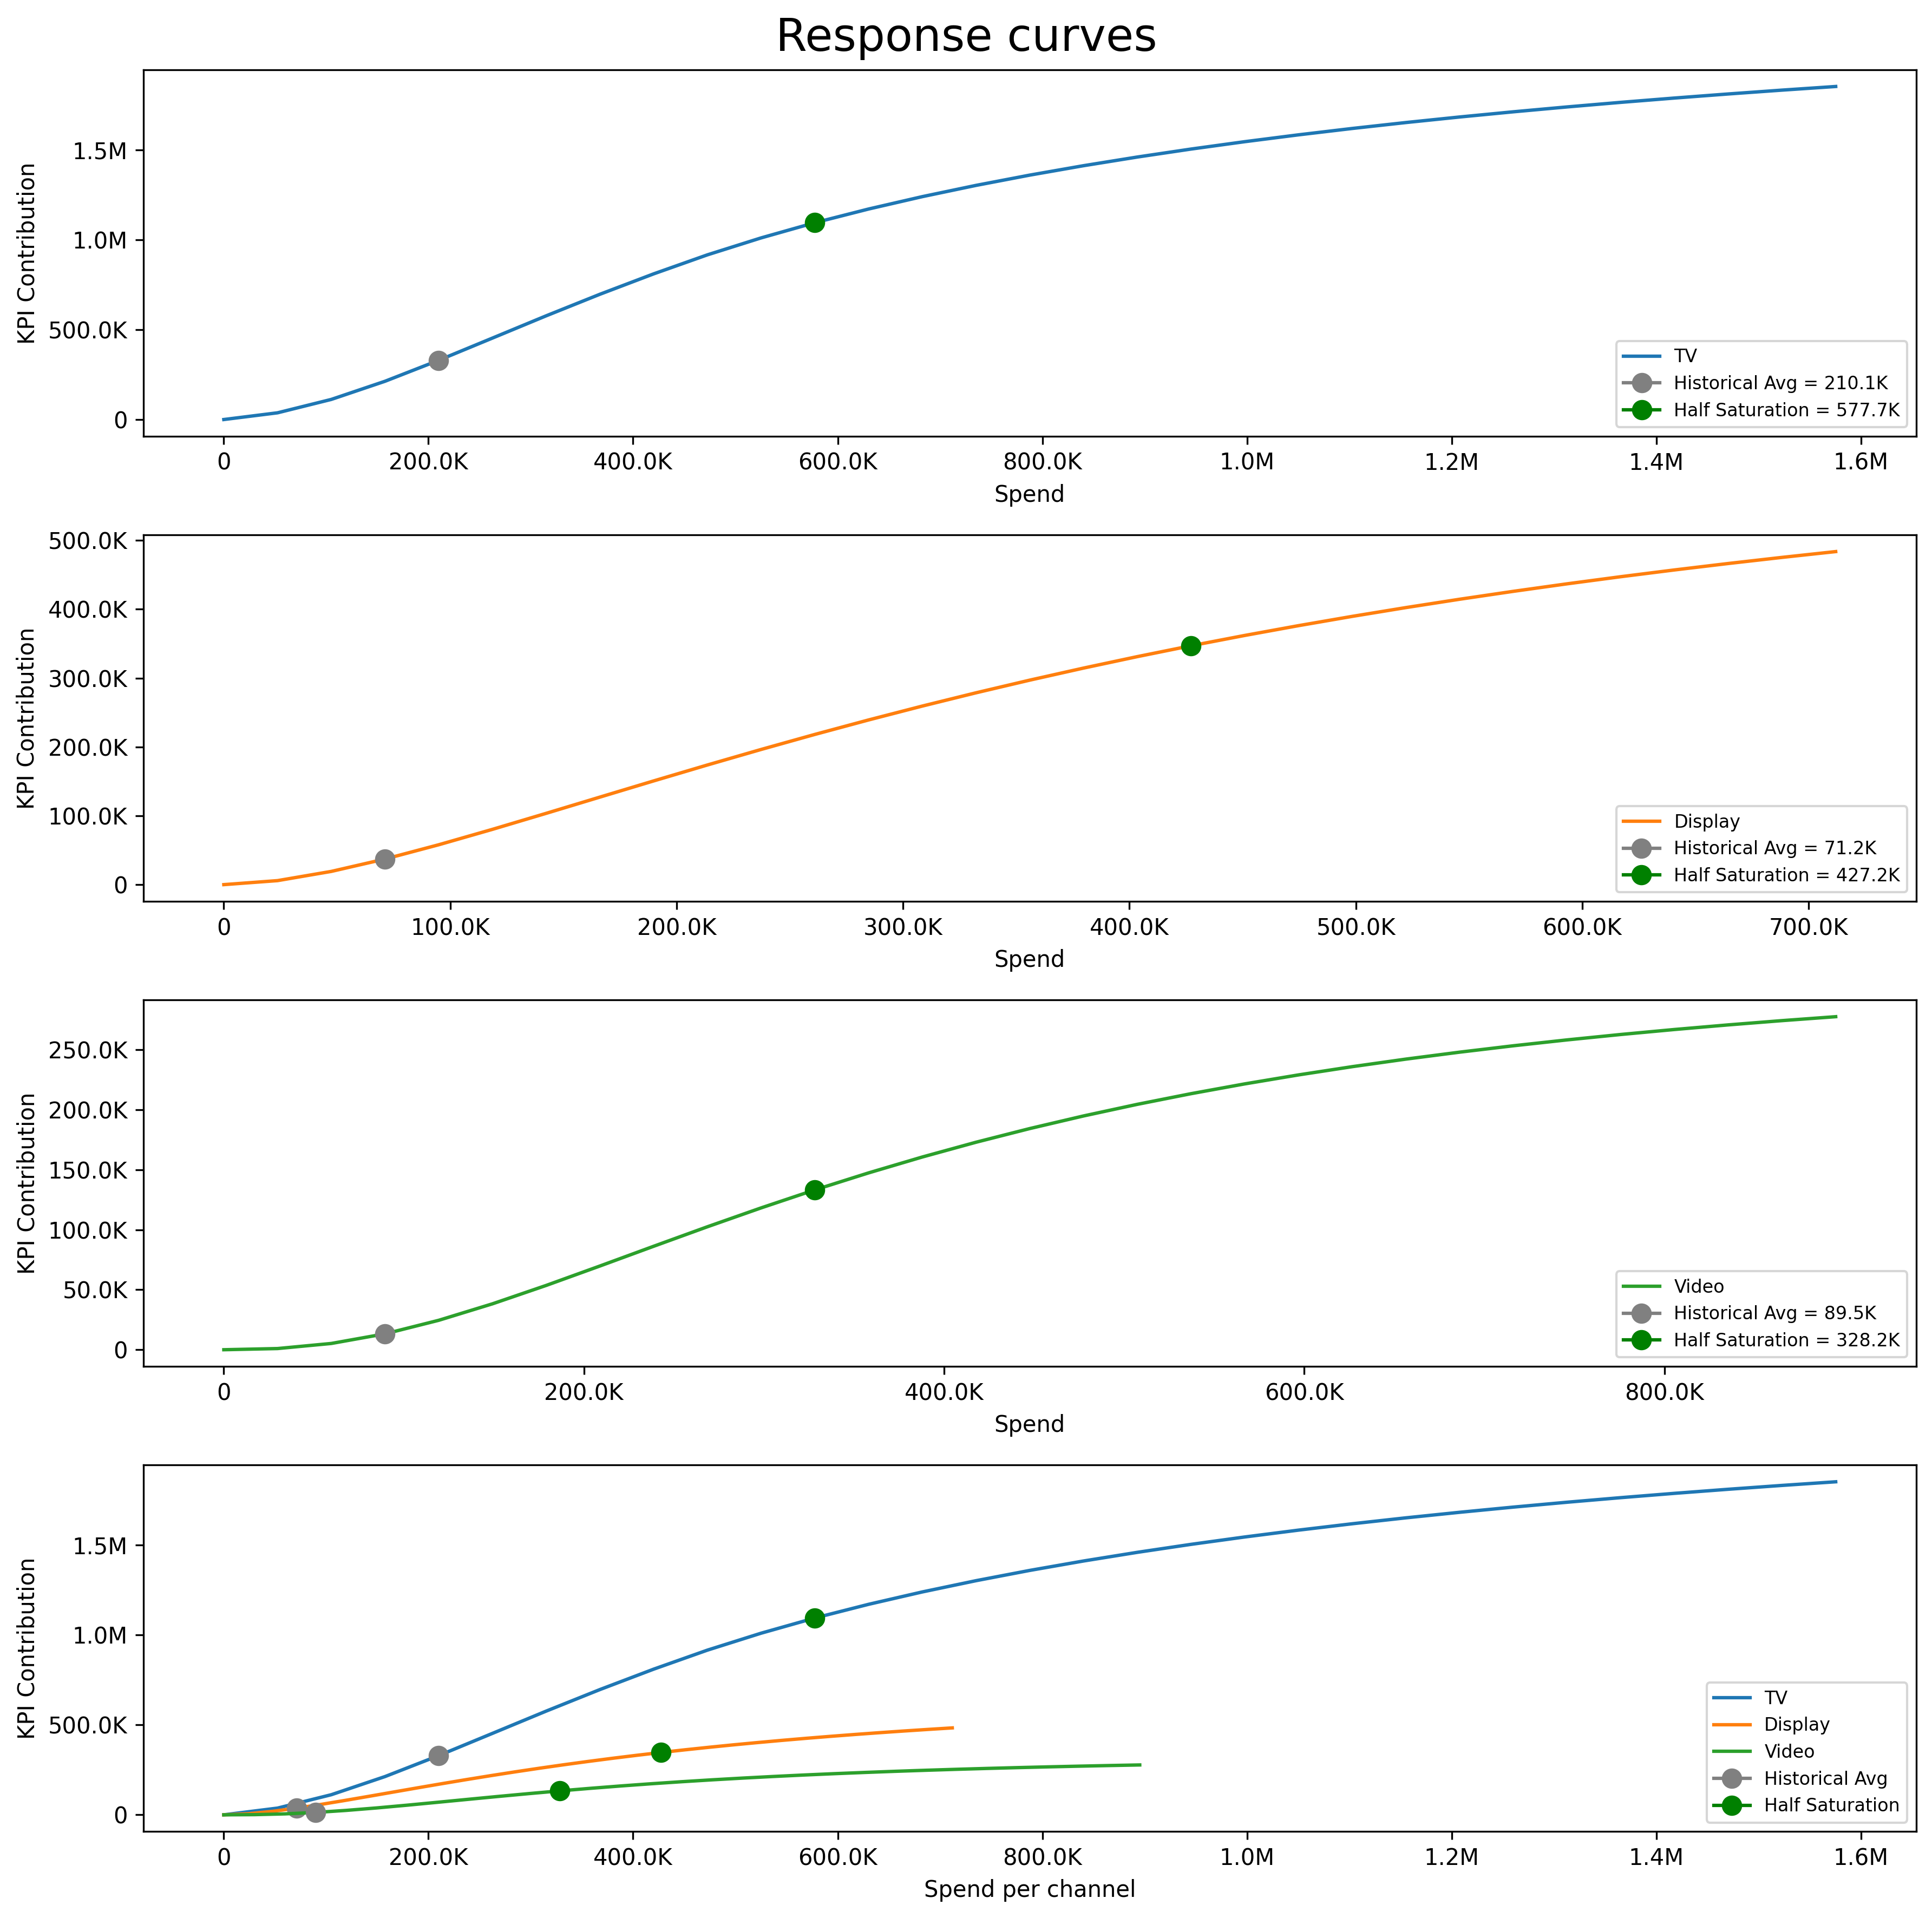 Response curves
KPI Contribution
1.5M
1.0M
500.0K
0
TV
Historical Avg = 210.1K
Half Saturation = 577.7K
0 200.0K 400.0K 600.0K 800.0K 1.0M 1.2M 1.4M 1.6M
Spend
KPI Contribution
500.0K
400.0K
300.0K
200.0K
100.0K
0
Display
Historical Avg = 71.2K
Half Saturation = 427.2K
0 100.0K 200.0K 300.0K 400.0K 500.0K 600.0K 700.0K
Spend
KPI Contribution
250.0K
200.0K
150.0K
100.0K
50.0K
0
Video
Historical Avg = 89.5K
Half Saturation = 328.2K
0 200.0K 400.0K 600.0K 800.0K
Spend
KPI Contribution
1.5M
1.0M
500.0K
0
TV
Display
Video
Historical Avg
Half Saturation
0 200.0K 400.0K 600.0K 800.0K 1.0M 1.2M 1.4M 1.6M
Spend per channel